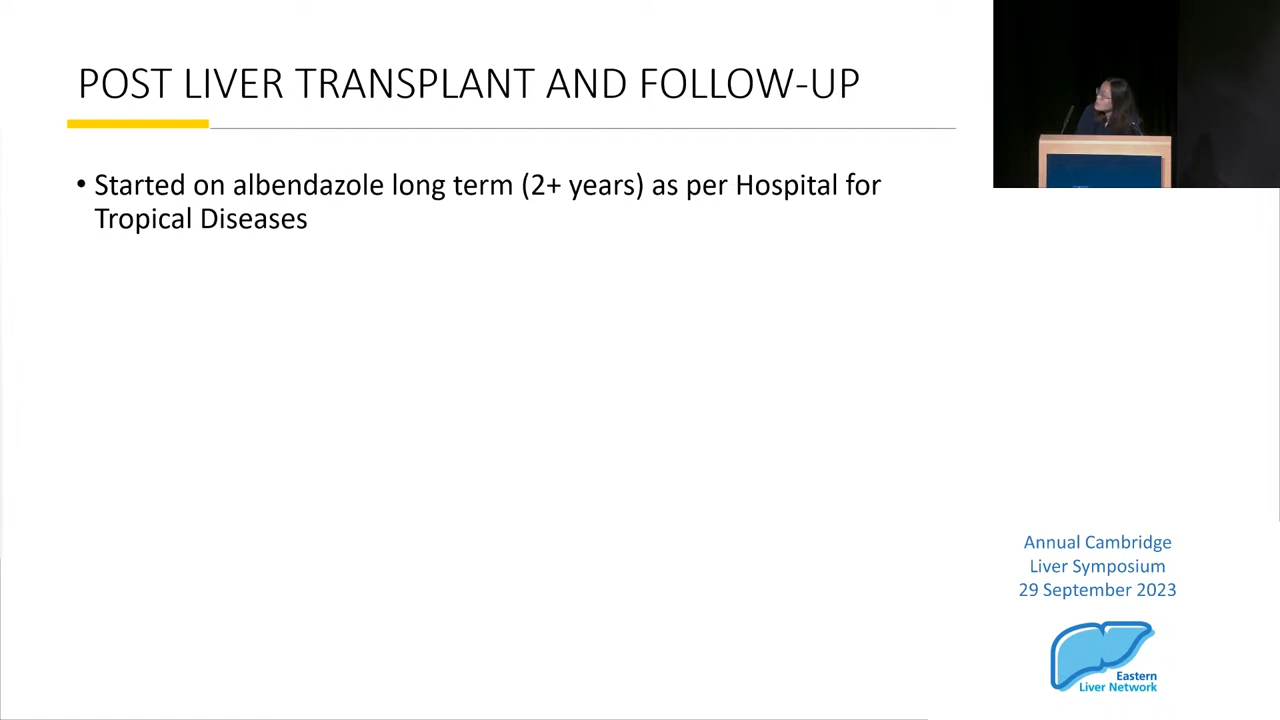 POST LIVER TRANSPLANT AND FOLLOW-UP
• Started on albendazole long term (2+ years) as per Hospital for
Tropical Diseases
Annual Cambridge
Liver Symposium
29 September 2023
Eastern
Liver Network